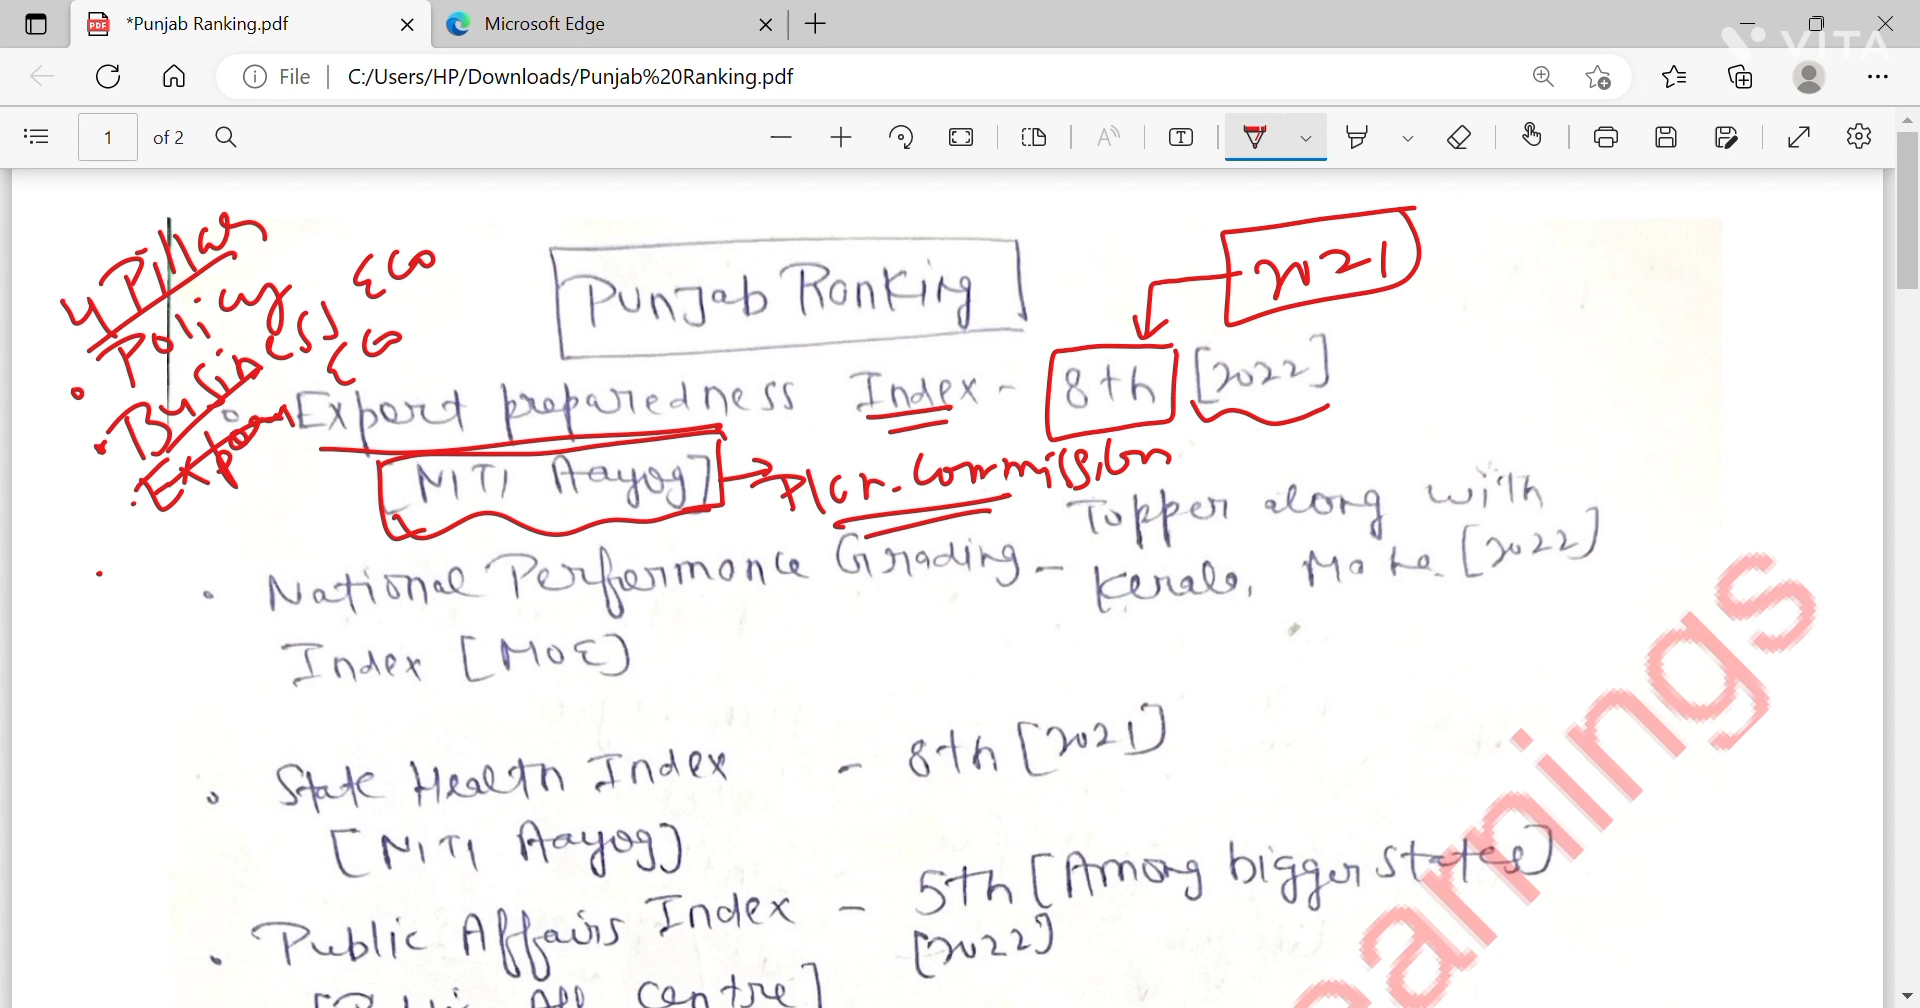 *Punjab Ranking.pdf
Microsoft Edge
VITA
File
C:/Users/HP/Downloads/Punjab%20Ranking.pdf
1 of 2
4 Pillar
Policy
Business Eco
Export Eco
Punjab Ranking
2021
Export preparedness Index - 8th [2022]
[NITI Aayog] → Plan. Commission
National Performance Grading - Topper along with
Index [MOE]
Kerala, Maha. [2022]
State Health Index - 8th [2021]
[NITI Aayog]
Public Affairs Index - 5th [Among bigger states]
[2022]
centre]
earnings